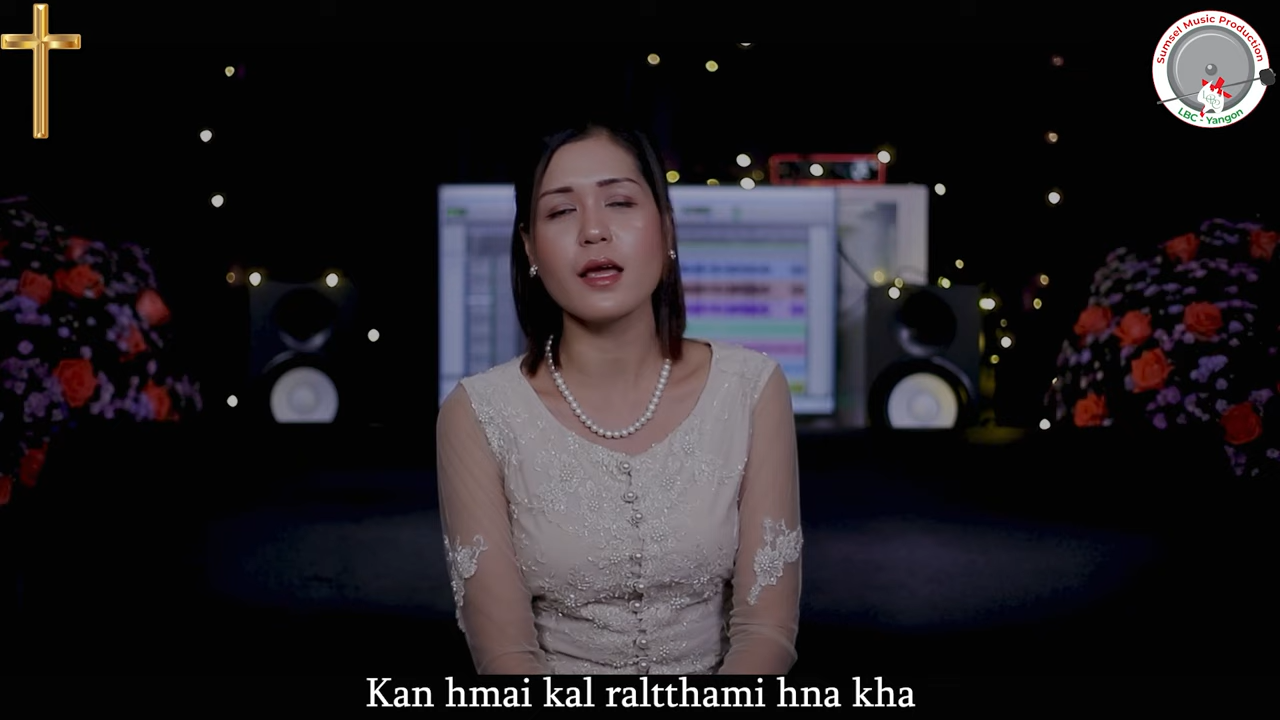 Sumsel Music Production
LBC - Yangon
Kan hmai kal raltthami hna kha